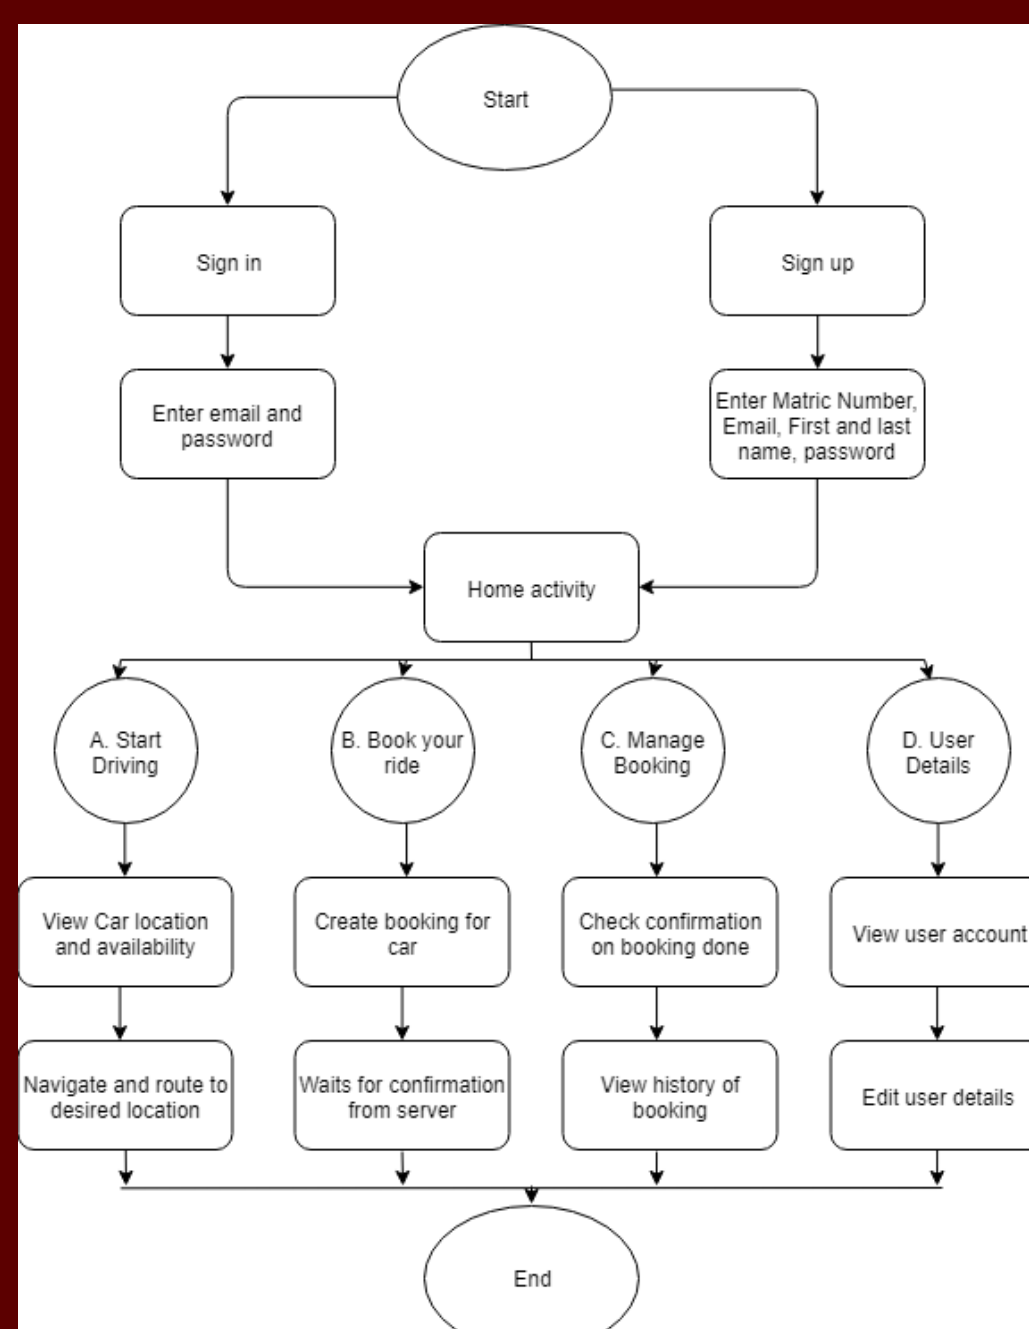 Start
Sign in
Sign up
Enter email and
password
Enter Matric Number,
Email, First and last
name, password
Home activity
A. Start
Driving
B. Book your
ride
C. Manage
Booking
D. User
Details
View Car location
and availability
Create booking for
car
Check confirmation
on booking done
View user account
Navigate and route to
desired location
Waits for confirmation
from server
View history of
booking
Edit user details
End